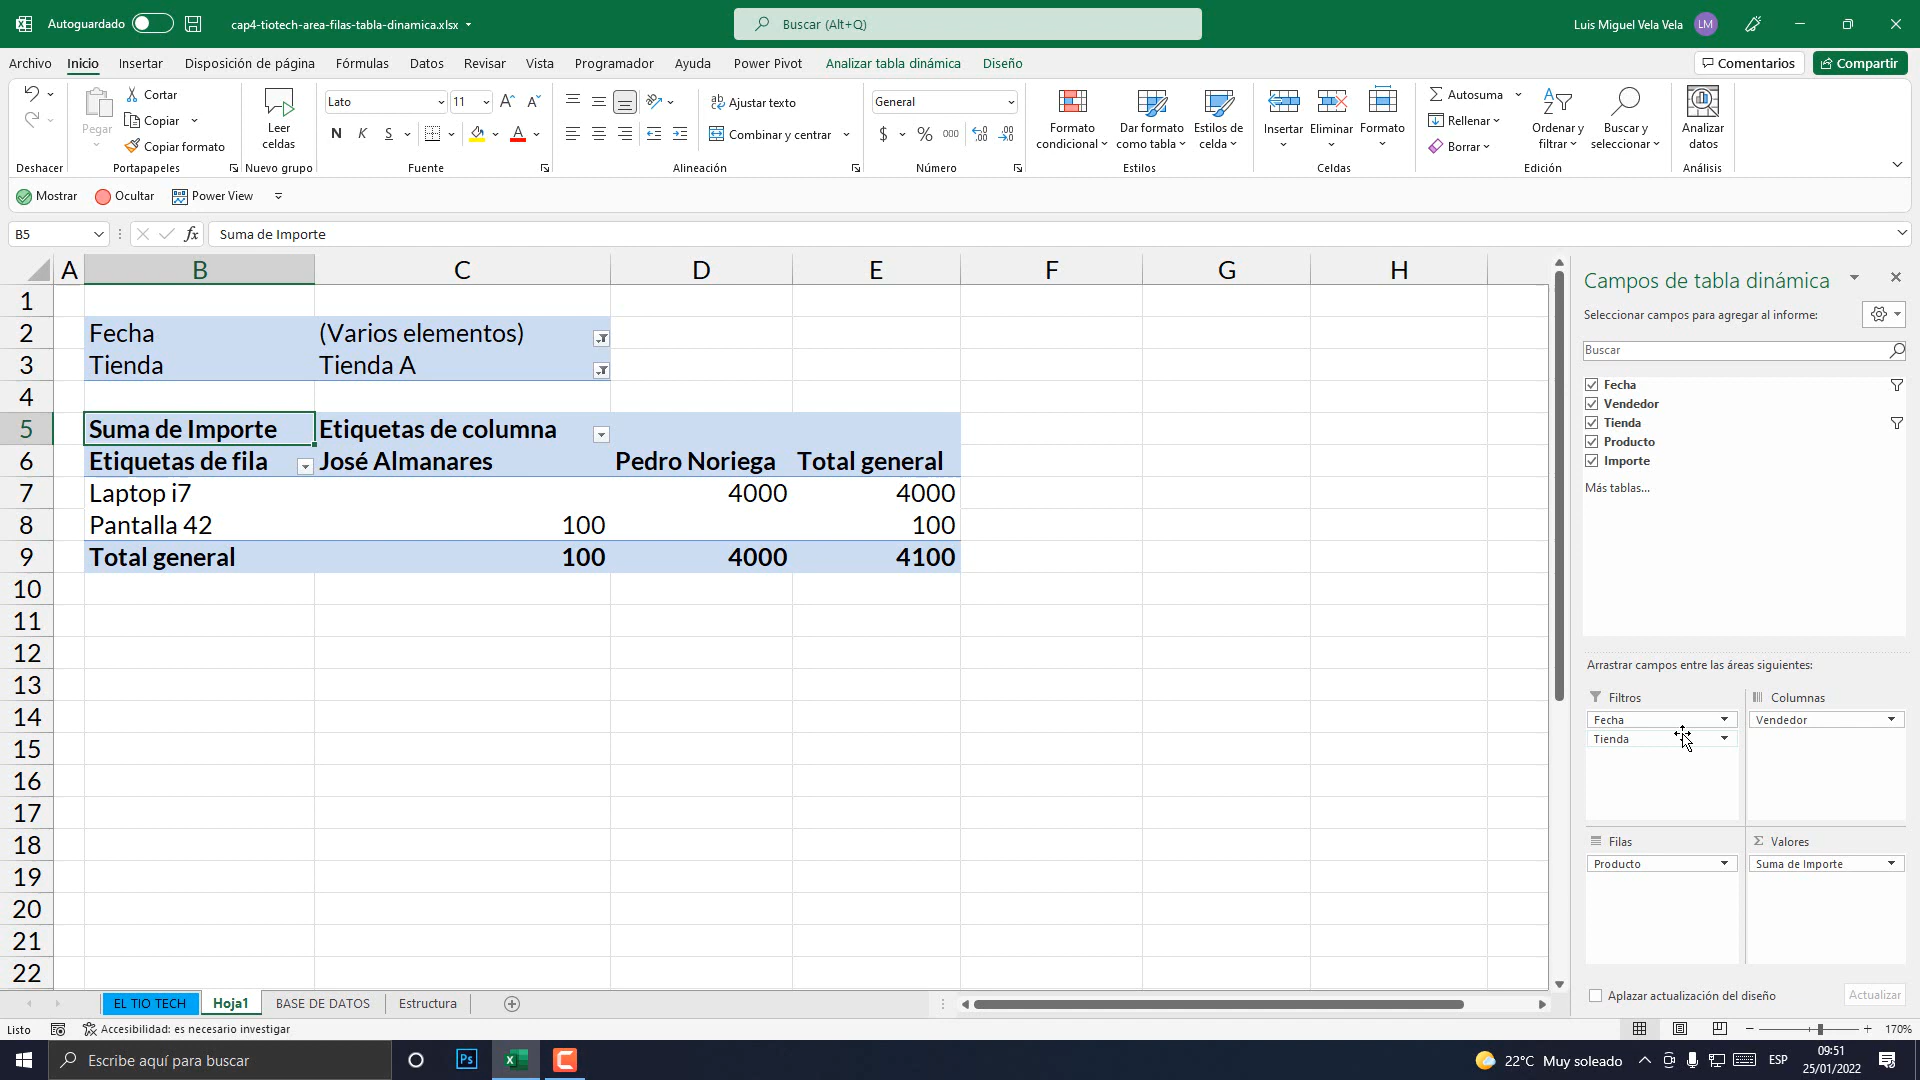 Autoguardado
cap4-tiotech-area-filas-tabla-dinamica.xlsx
Buscar (Alt+Q)
Luis Miguel Vela Vela
LM
Archivo Inicio Insertar Disposición de página Fórmulas Datos Revisar Vista Programador Ayuda Power Pivot Analizar tabla dinámica Diseño
Comentarios
Compartir
Deshacer
Pegar
Cortar
Copiar
Copiar formato
Portapapeles
Leer celdas
Nuevo grupo
Lato 11
N K S
Fuente
Ajustar texto
Combinar y centrar
Alineación
General
$ % 000
Número
Formato condicional
Dar formato como tabla
Estilos de celda
Estilos
Insertar
Eliminar
Formato
Celdas
Autosuma
Rellenar
Borrar
Ordenar y filtrar
Buscar y seleccionar
Edición
Analizar datos
Análisis
Mostrar Ocultar Power View
B5 fx Suma de Importe
A B C D E F G H
1
2 Fecha (Varios elementos)
3 Tienda Tienda A
4
5 Suma de Importe Etiquetas de columna
6 Etiquetas de fila José Almanares Pedro Noriega Total general
7 Laptop i7 4000 4000
8 Pantalla 42 100 100
9 Total general 100 4000 4100
10
11
12
13
14
15
16
17
18
19
20
21
22
Campos de tabla dinámica
Seleccionar campos para agregar al informe:
Buscar
Fecha
Vendedor
Tienda
Producto
Importe
Más tablas...
Arrastrar campos entre las áreas siguientes:
Filtros
Fecha
Tienda
Columnas
Vendedor
Filas
Producto
Σ Valores
Suma de Importe
Aplazar actualización del diseño
Actualizar
EL TIO TECH Hoja1 BASE DE DATOS Estructura
Listo Accesibilidad: es necesario investigar
170%
Escribe aquí para buscar
Ps
22°C Muy soleado
ESP
09:51
25/01/2022